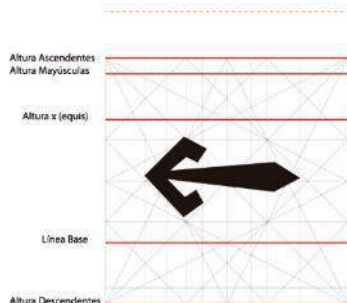 Altura Ascendentes
Altura Mayúsculas
Altura x (equis)
Línea Base
Altura Descendentes